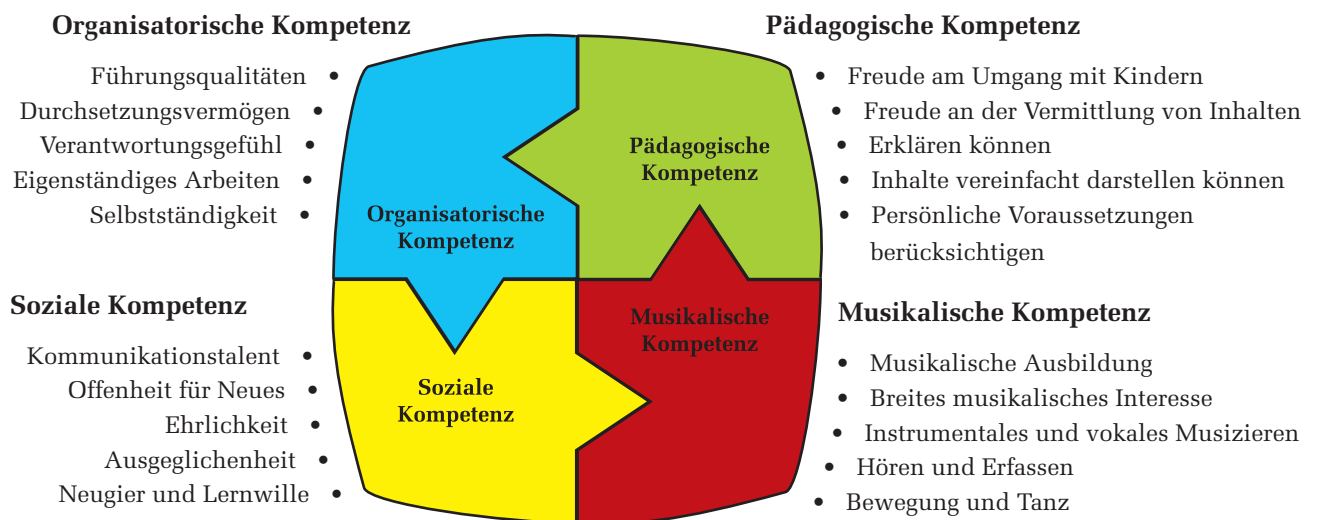 Organisatorische Kompetenz
Führungsqualitäten •
Durchsetzungsvermögen •
Verantwortungsgefühl •
Eigenständiges Arbeiten •
Selbstständigkeit •
Pädagogische Kompetenz
• Freude am Umgang mit Kindern
• Freude an der Vermittlung von Inhalten
• Erklären können
• Inhalte vereinfacht darstellen können
• Persönliche Voraussetzungen
berücksichtigen
Organisatorische
Kompetenz
Pädagogische
Kompetenz
Soziale
Kompetenz
Musikalische
Kompetenz
Soziale Kompetenz
Kommunikationstalent •
Offenheit für Neues •
Ehrlichkeit •
Ausgeglichenheit •
Neugier und Lernwille •
Musikalische Kompetenz
• Musikalische Ausbildung
• Breites musikalisches Interesse
• Instrumentales und vokales Musizieren
• Hören und Erfassen
• Bewegung und Tanz